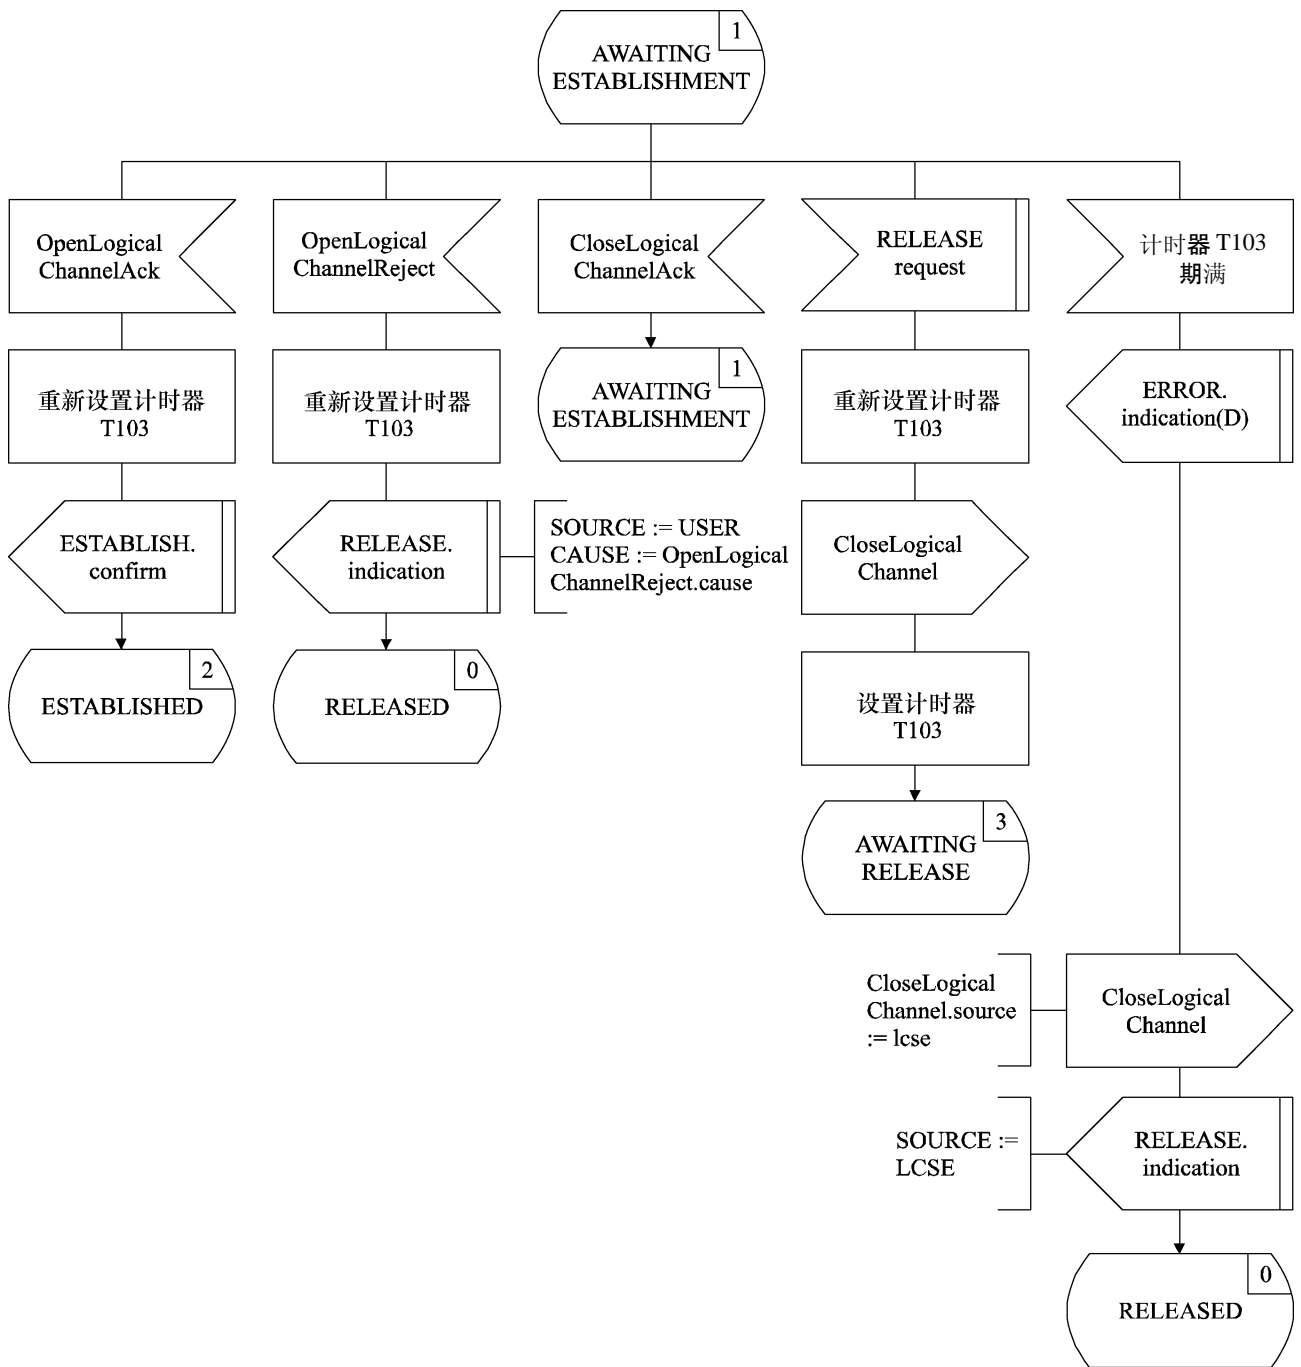 1
AWAITING
ESTABLISHMENT
OpenLogical
ChannelAck
OpenLogical
ChannelReject
CloseLogical
ChannelAck
RELEASE
request
计时器 T103
期满
重新设置计时器
T103
重新设置计时器
T103
1
AWAITING
ESTABLISHMENT
重新设置计时器
T103
ERROR.
indication(D)
ESTABLISH.
confirm
RELEASE.
indication
SOURCE := USER
CAUSE := OpenLogical
ChannelReject.cause
CloseLogical
Channel
2
ESTABLISHED
0
RELEASED
设置计时器
T103
3
AWAITING
RELEASE
CloseLogical
Channel.source
:= lcse
CloseLogical
Channel
SOURCE :=
LCSE
RELEASE.
indication
0
RELEASED